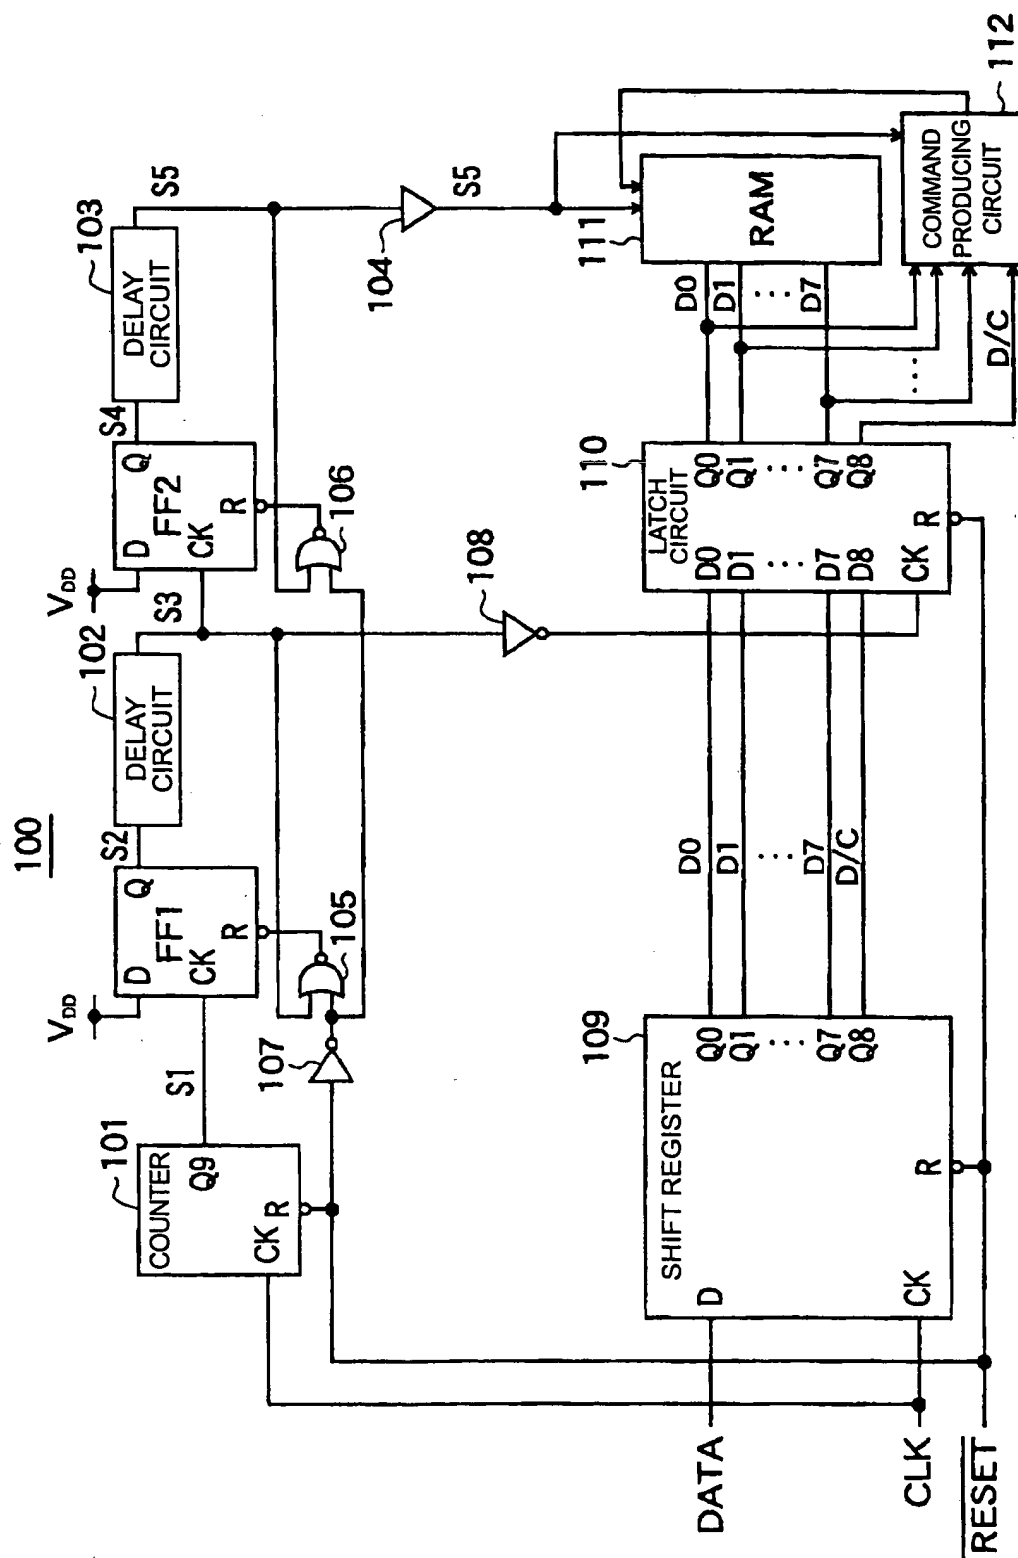 100
COUNTER
101
Q9
CK
R
S1
VDD
D
FF1
CK
Q
R
S2
102
DELAY
CIRCUIT
S3
VDD
D
FF2
CK
Q
R
S4
103
DELAY
CIRCUIT
S5
104
S5
105
106
107
108
109
SHIFT REGISTER
D
CK
R
Q0
Q1
...
Q7
Q8
D0
D1
...
D7
D/C
110
LATCH
CIRCUIT
D0
D1
...
D7
D8
CK
Q0
Q1
...
Q7
Q8
R
D0
D1
...
D7
...
D/C
111
RAM
COMMAND
PRODUCING
CIRCUIT
112
DATA
CLK
RESET